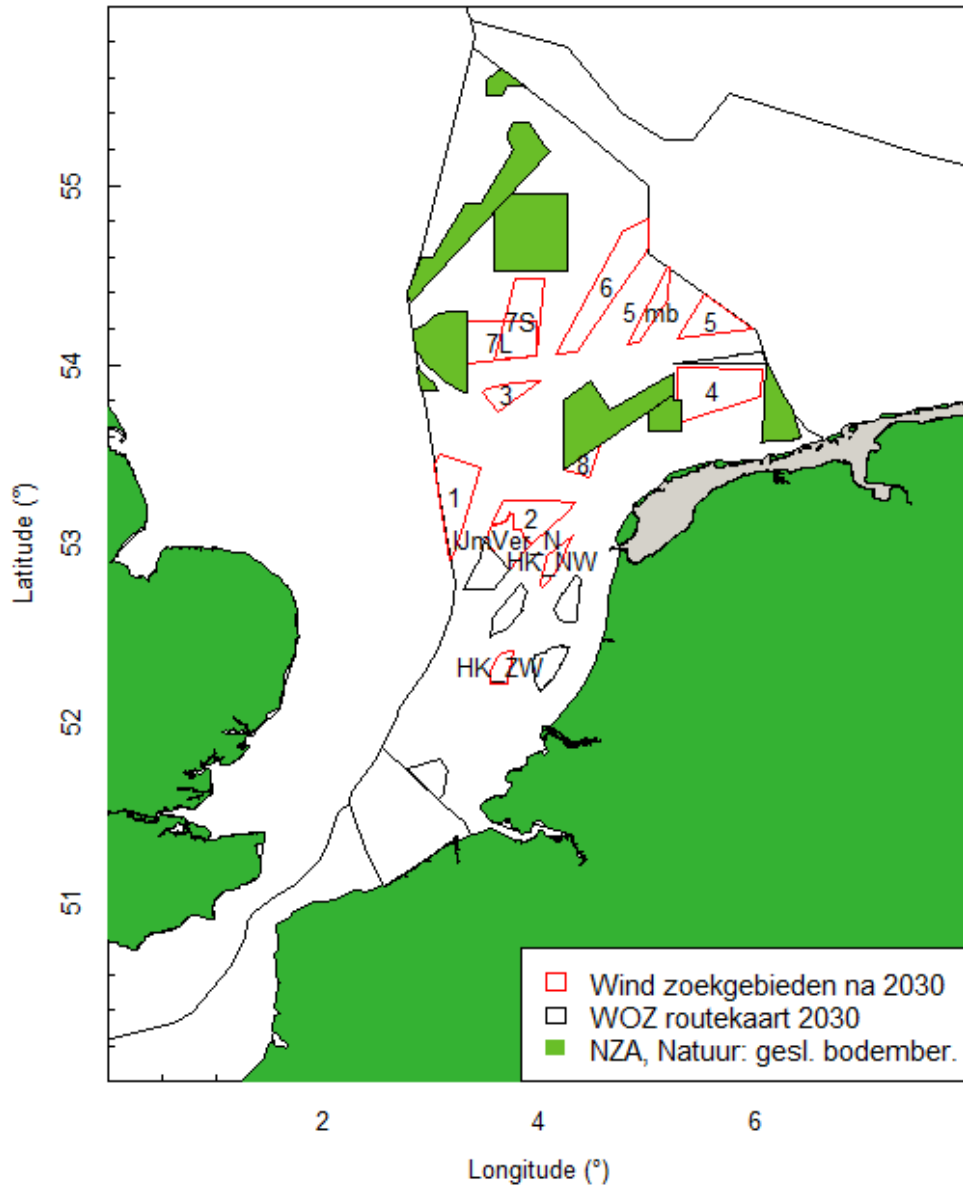 55
54
53
52
51
Latitude (°)
6
5 mb
5
7S
7L
4
3
8
1
2
UmVer_N
HK_NW
HK_ZW
Wind zoekgebieden na 2030
WOZ routekaart 2030
NZA, Natuur: gesl. bodember.
2 4 6
Longitude (°)